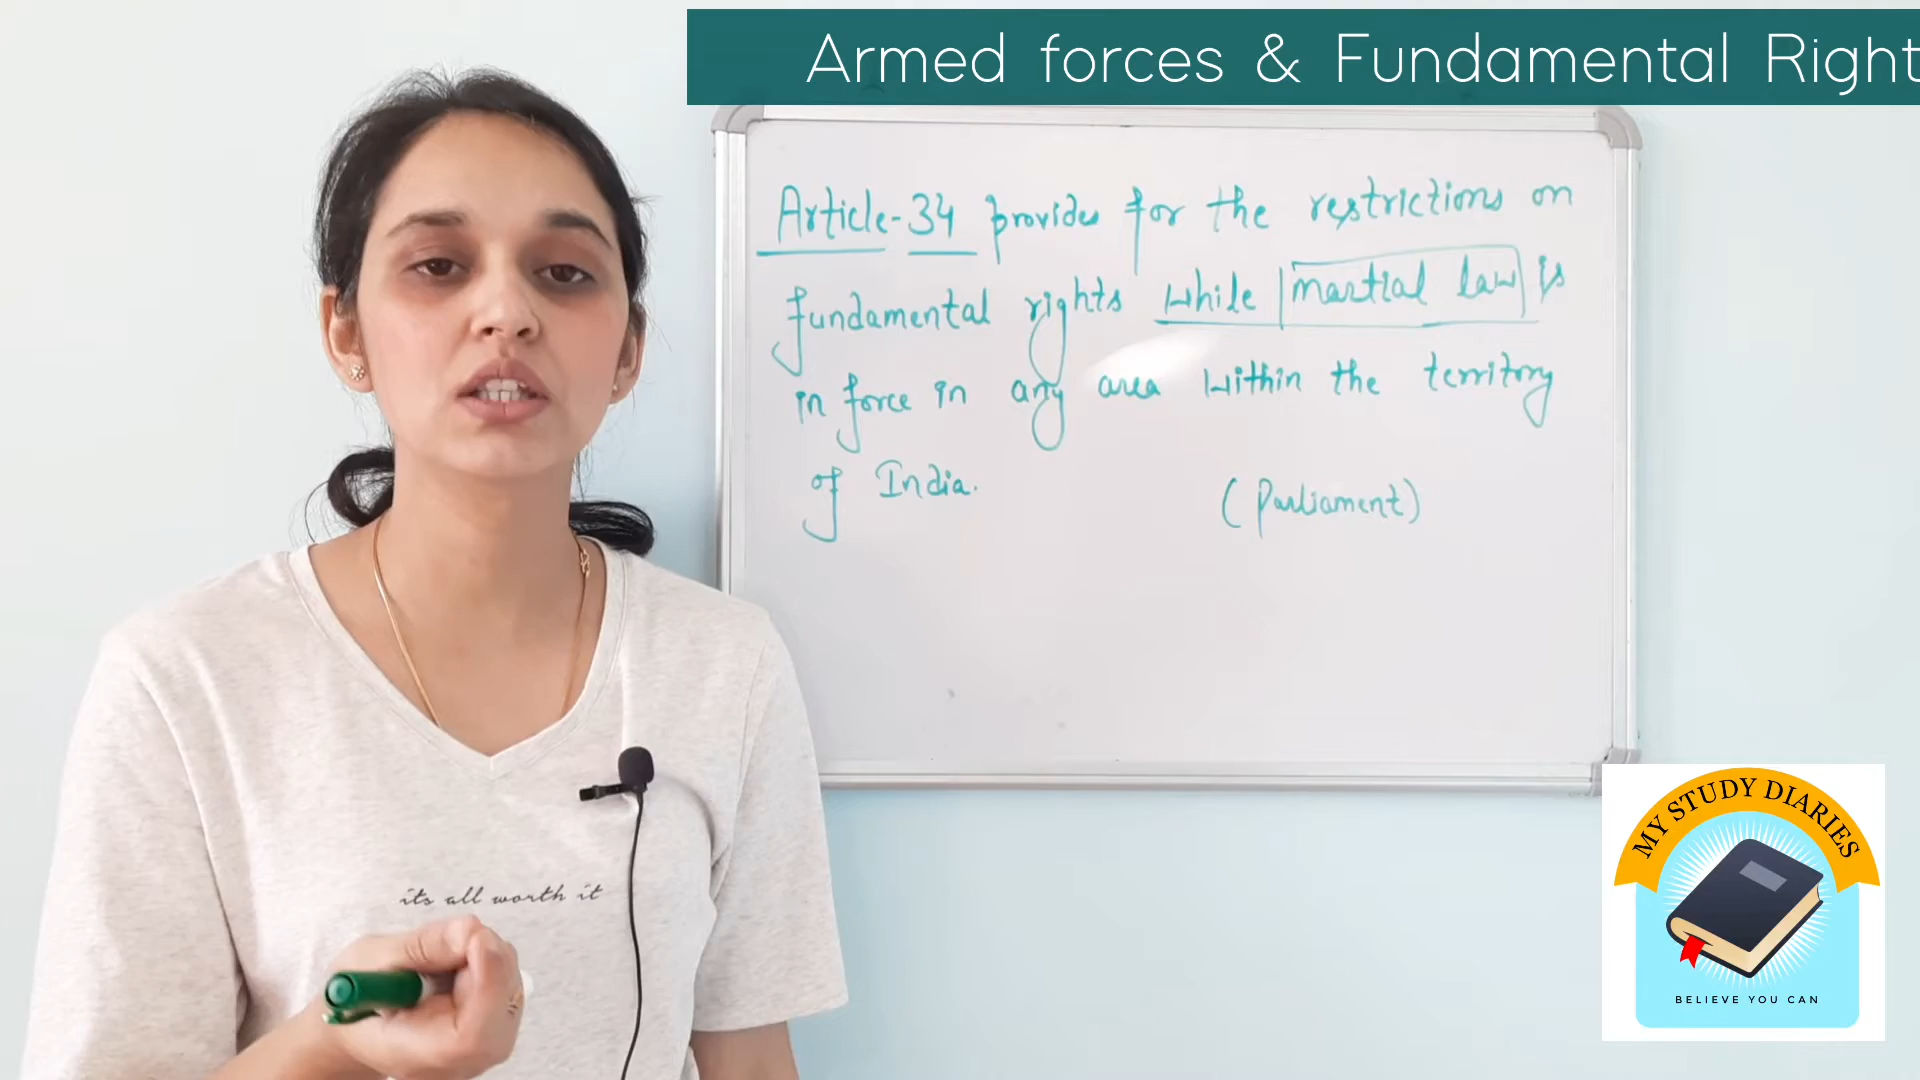 Armed forces & Fundamental Right
Article-34 provides for the restrictions on
fundamental rights while martial law is
in force in any area within the territory
of India.
(Parliament)
its all worth it
MY STUDY DIARIES
BELIEVE YOU CAN